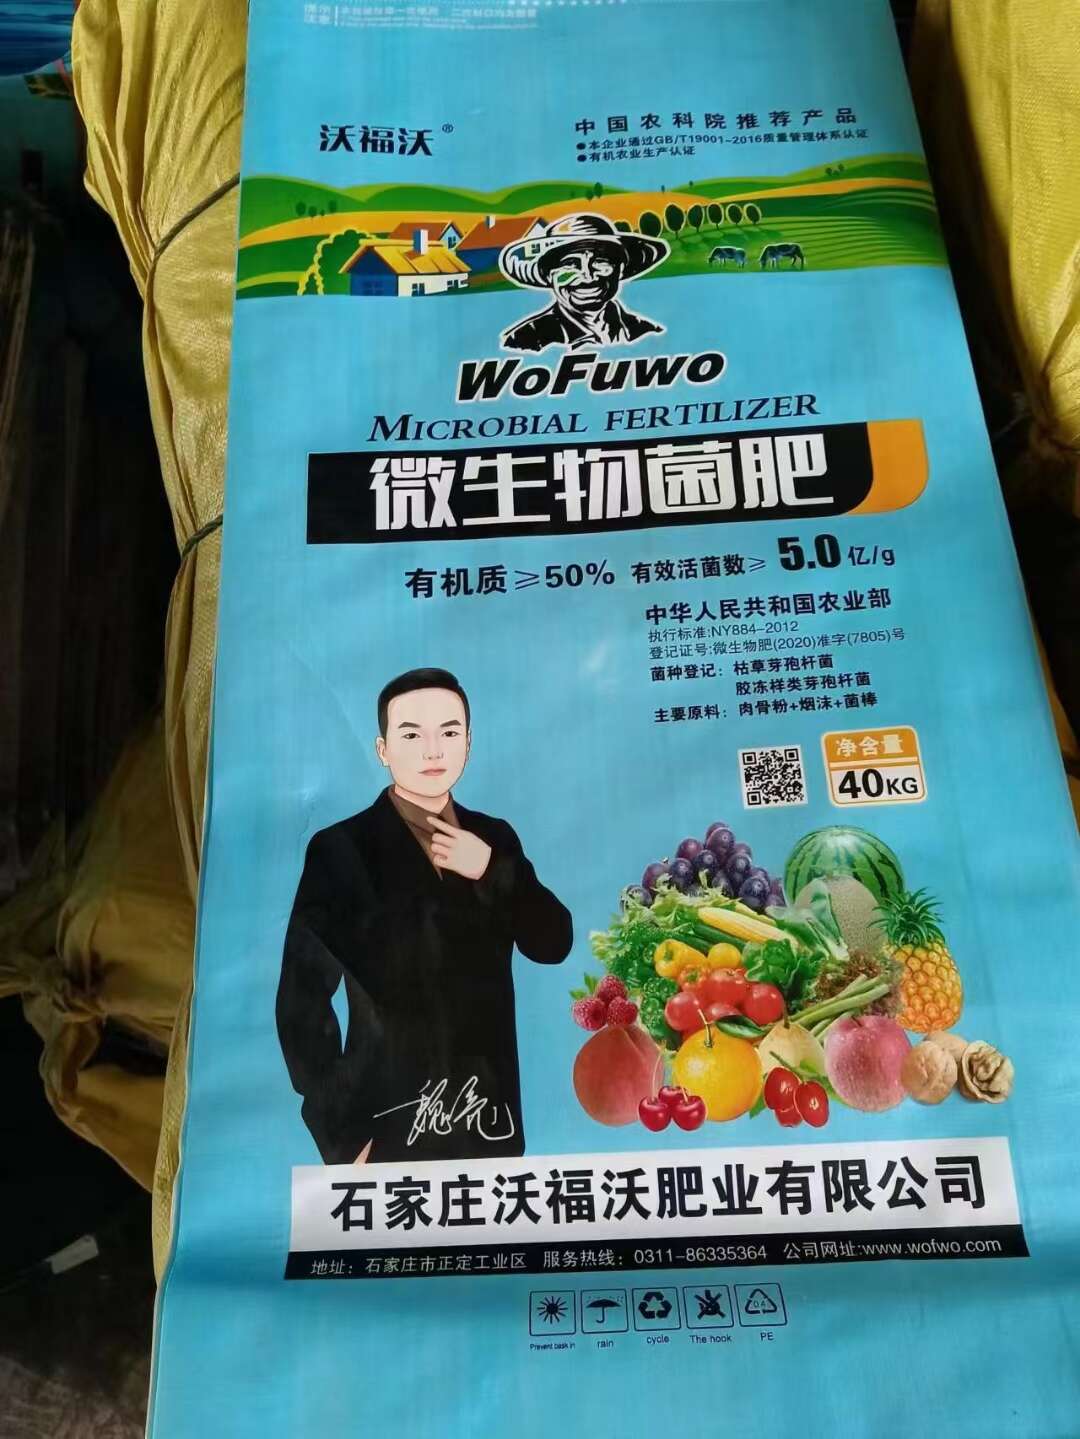 沃福沃®
中国农科院推荐产品
●本企业通过GB/T19001-2016质量管理体系认证
●有机农业生产认证
WoFuwo
MICROBIAL FERTILIZER
微生物菌肥
有机质≥50% 有效活菌数≥5.0亿/g
中华人民共和国农业部
执行标准:NY884-2012
登记证号:微生物肥(2020)准字(7805)号
菌种登记：枯草芽孢杆菌
胶冻样类芽孢杆菌
主要原料：肉骨粉+烟沫+菌棒
净含量
40KG
魏亮
石家庄沃福沃肥业有限公司
地址：石家庄市正定工业区 服务热线：0311-86335364 公司网址:www.wofwo.com
Prevent bask in
rain
cycle
The hook
04
PE